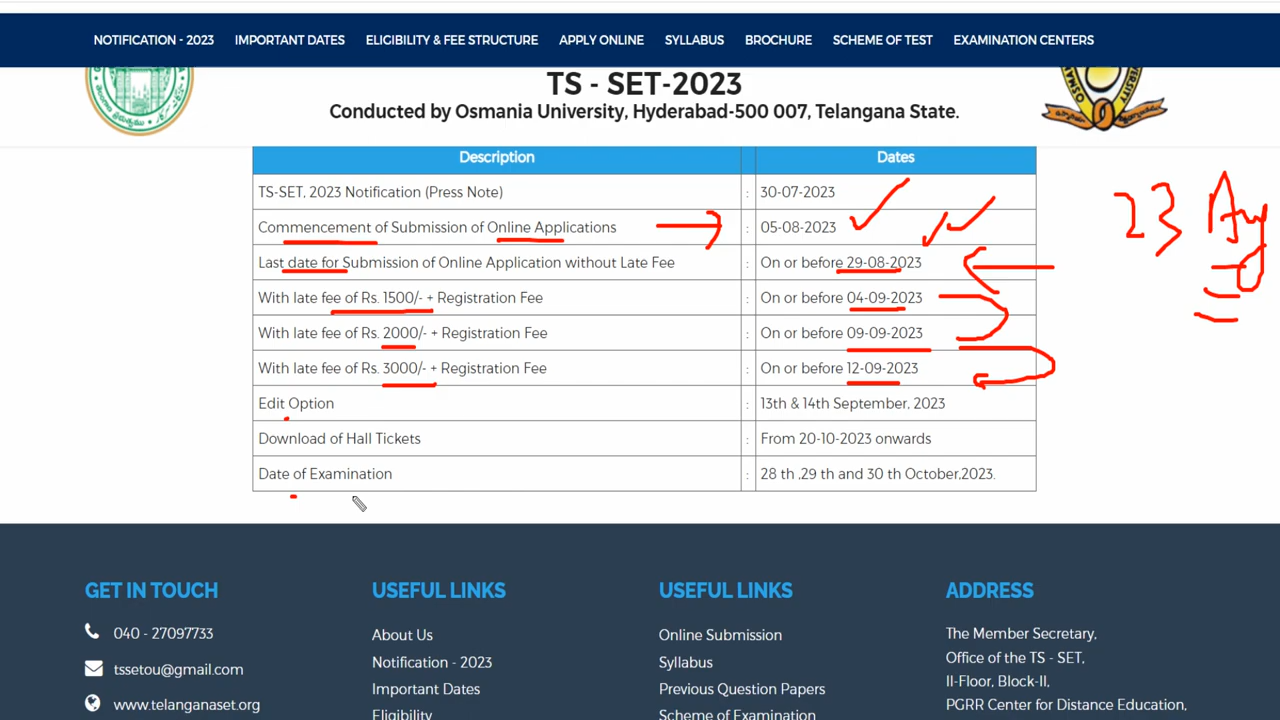 NOTIFICATION - 2023 IMPORTANT DATES ELIGIBILITY & FEE STRUCTURE APPLY ONLINE SYLLABUS BROCHURE SCHEME OF TEST EXAMINATION CENTERS
TS - SET-2023
Conducted by Osmania University, Hyderabad-500 007, Telangana State.
Description Dates
TS-SET, 2023 Notification (Press Note) : 30-07-2023
Commencement of Submission of Online Applications : 05-08-2023
23 Aug
Last date for Submission of Online Application without Late Fee : On or before 29-08-2023
With late fee of Rs. 1500/- + Registration Fee : On or before 04-09-2023
With late fee of Rs. 2000/- + Registration Fee : On or before 09-09-2023
With late fee of Rs. 3000/- + Registration Fee : On or before 12-09-2023
Edit Option : 13th & 14th September, 2023
Download of Hall Tickets : From 20-10-2023 onwards
Date of Examination : 28 th ,29 th and 30 th October,2023.
GET IN TOUCH USEFUL LINKS USEFUL LINKS ADDRESS
040 - 27097733 About Us Online Submission The Member Secretary,
tssetou@gmail.com Notification - 2023 Syllabus Office of the TS - SET,
www.telanganaset.org Important Dates Previous Question Papers II-Floor, Block-II,
Eligibility Scheme of Examination PGRR Center for Distance Education,